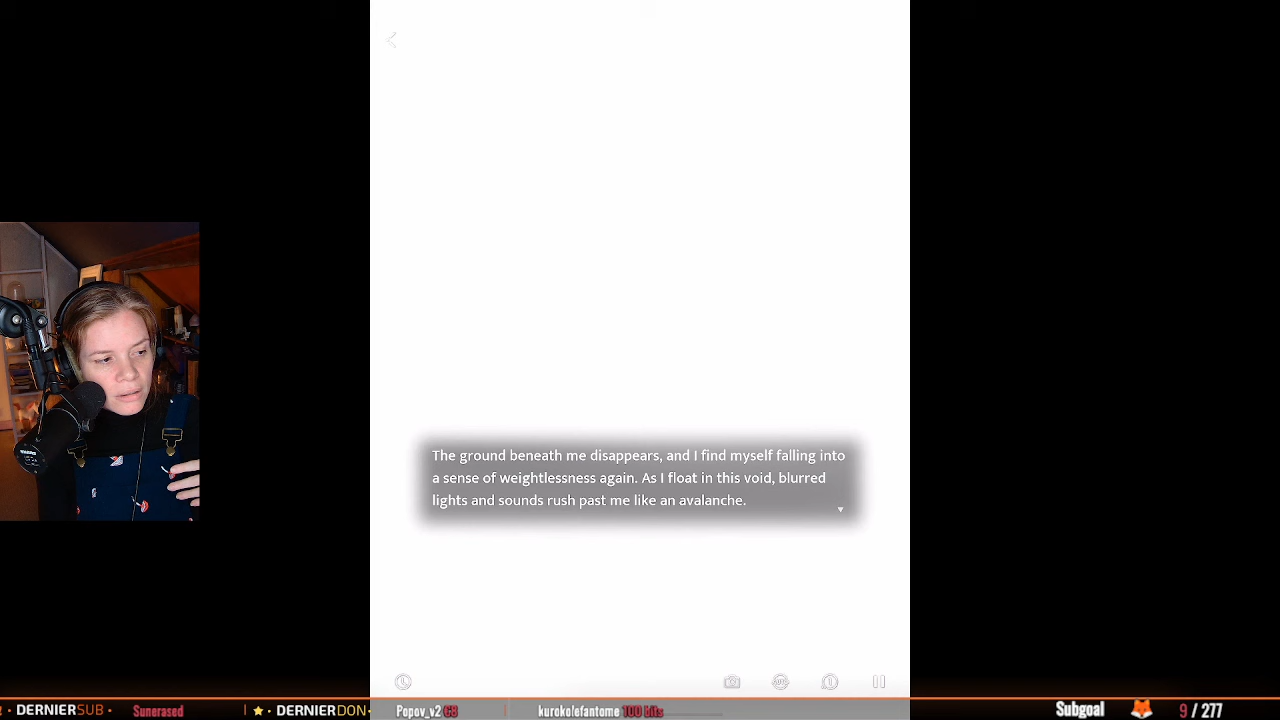 The ground beneath me disappears, and I find myself falling into
a sense of weightlessness again. As I float in this void, blurred
lights and sounds rush past me like an avalanche.
• DERNIERSUB • Sunerased
★ • DERNIERDON
Popov_v2 €3
kurokolefantome 100 bits
Subgoal 9 / 277